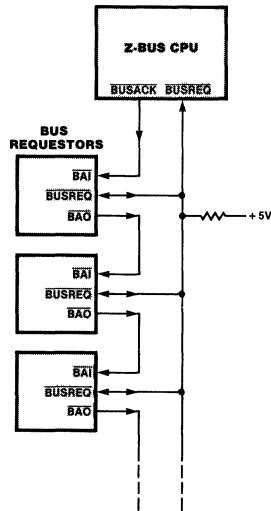 Z-BUS CPU
BUSACK BUSREQ
BUS
REQUESTORS
BAI
BUSREQ
BAO
+5V
BAI
BUSREQ
BAO
BAI
BUSREQ
BAO